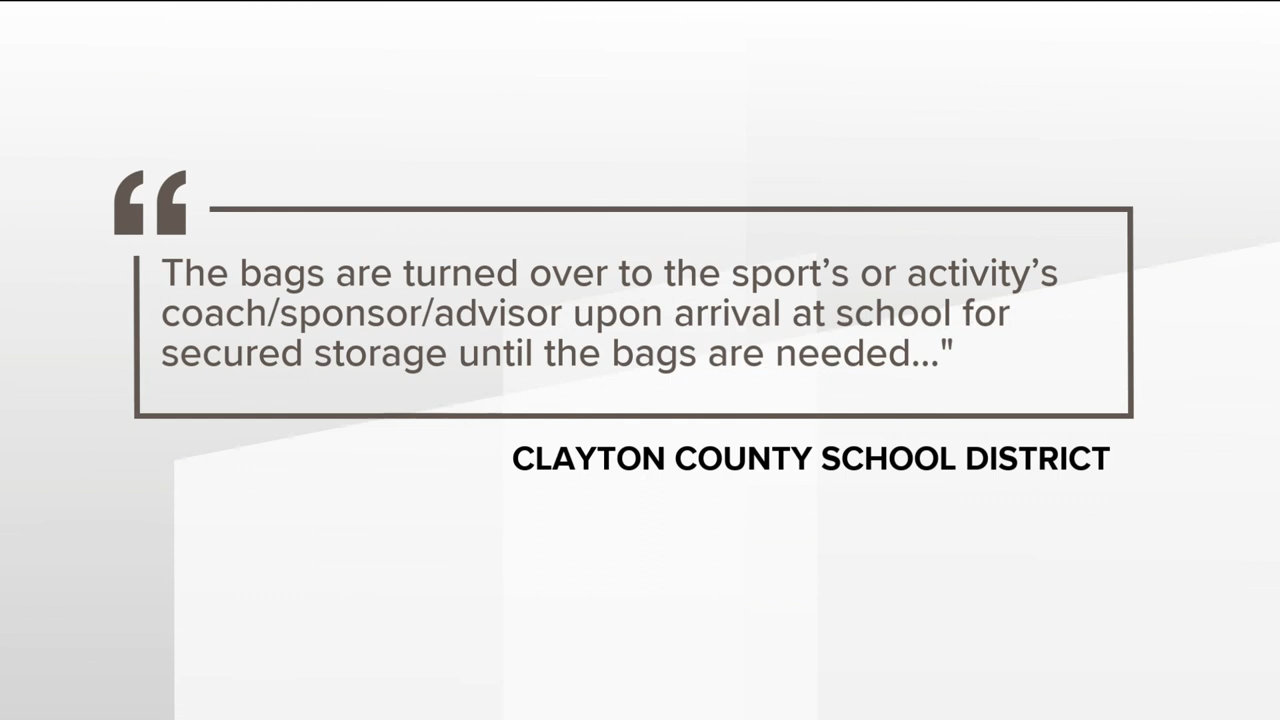 “
The bags are turned over to the sport’s or activity’s
coach/sponsor/advisor upon arrival at school for
secured storage until the bags are needed..."
CLAYTON COUNTY SCHOOL DISTRICT